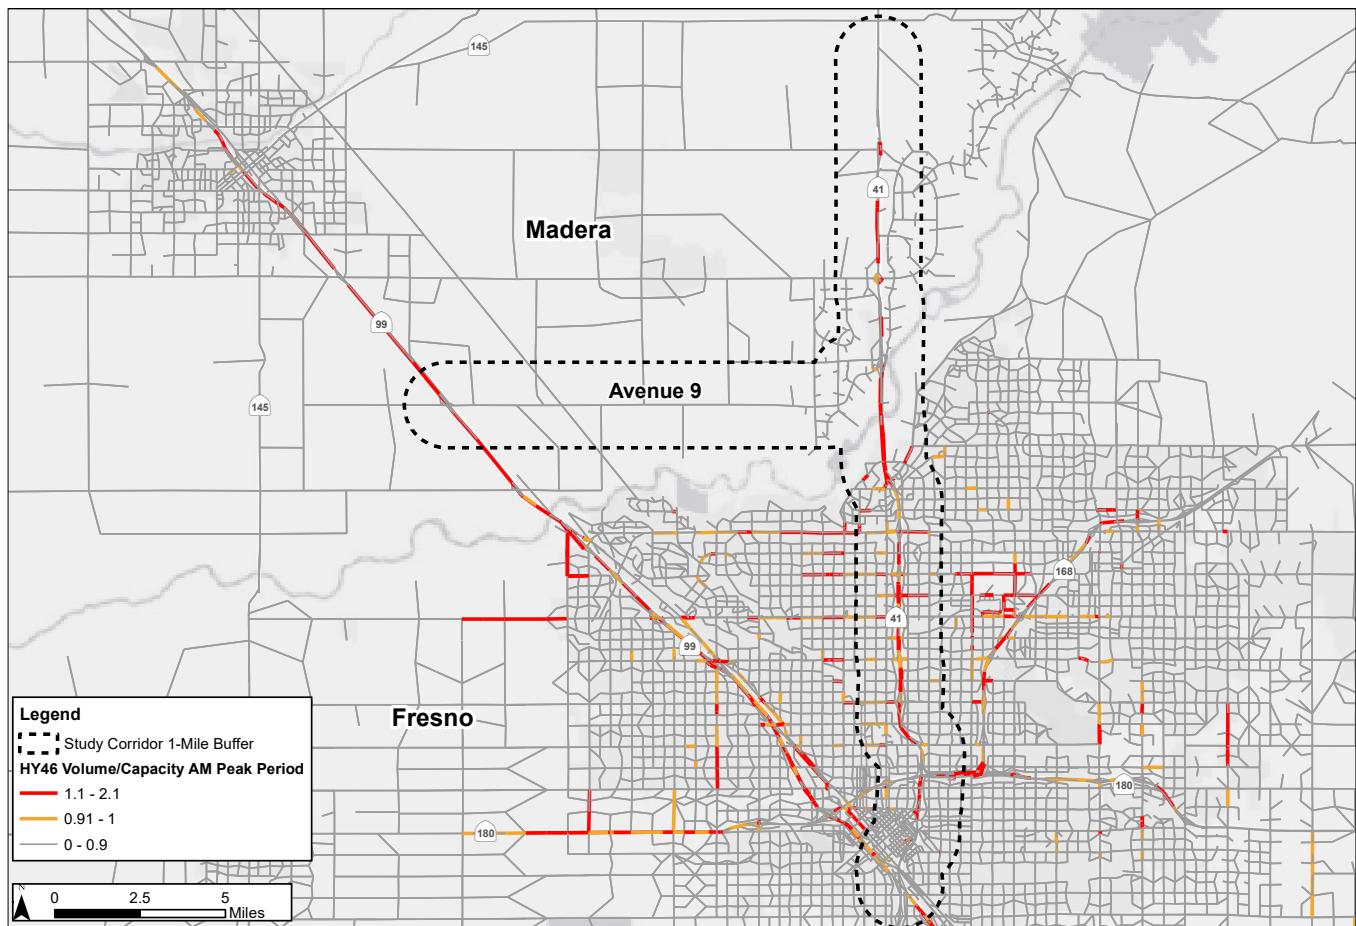 145
41
Madera
99
Avenue 9
145
168
41
99
Legend
Study Corridor 1-Mile Buffer
HY46 Volume/Capacity AM Peak Period
1.1 - 2.1
0.91 - 1
0 - 0.9
Fresno
180
180
N
0 2.5 5
Miles